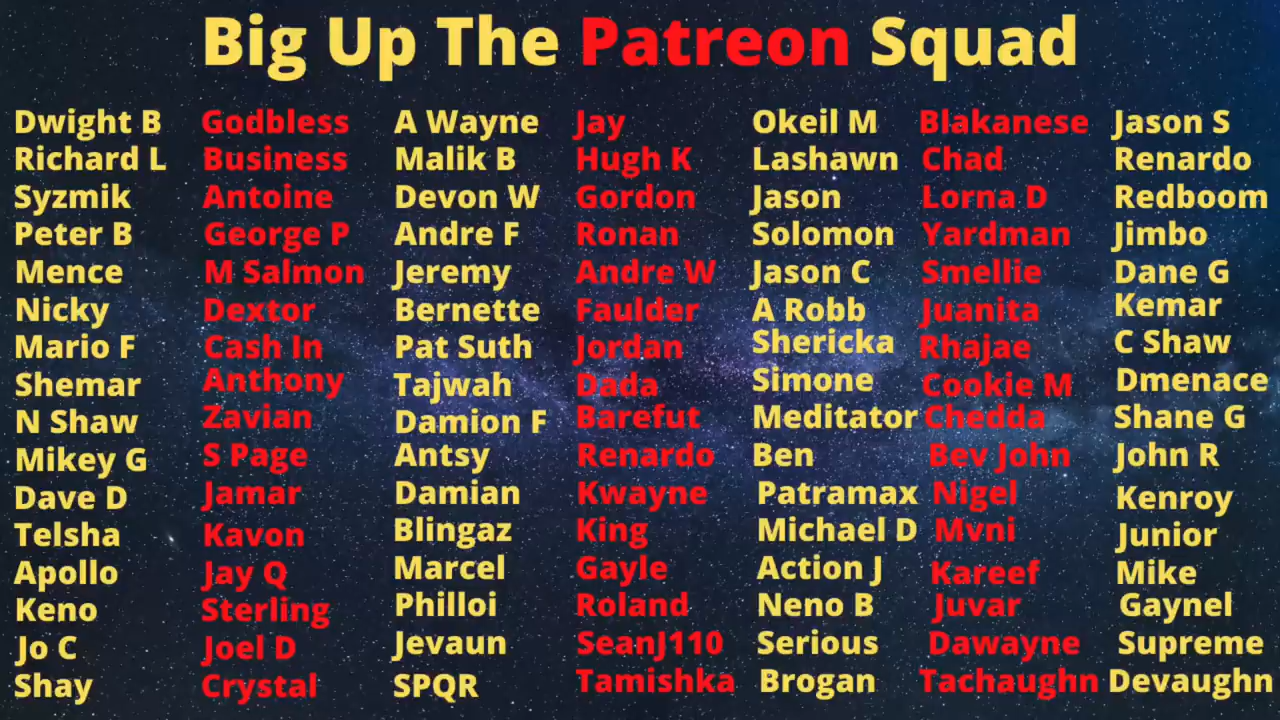 Big Up The Patreon Squad
Dwight B Godbless A Wayne Jay Okeil M Blakanese Jason S
Richard L Business Malik B Hugh K Lashawn Chad Renardo
Syzmik Antoine Devon W Gordon Jason Lorna D Redboom
Peter B George P Andre F Ronan Solomon Yardman Jimbo
Mence M Salmon Jeremy Andre W Jason C Smellie Dane G
Nicky Dextor Bernette Faulder A Robb Juanita Kemar
Mario F Cash In Pat Suth Jordan Shericka Rhajae C Shaw
Shemar Anthony Tajwah Dada Simone Cookie M Dmenace
N Shaw Zavian Damion F Barefut Meditator Chedda Shane G
Mikey G S Page Antsy Renardo Ben Bev John John R
Dave D Jamar Damian Kwayne Patramax Nigel Kenroy
Telsha Kavon Blingaz King Michael D Mvni Junior
Apollo Jay Q Marcel Gayle Action J Kareef Mike
Keno Sterling Philloi Roland Neno B Juvar Gaynel
Jo C Joel D Jevaun SeanJ110 Serious Dawayne Supreme
Shay Crystal SPQR Tamishka Brogan Tachaughn Devaughn